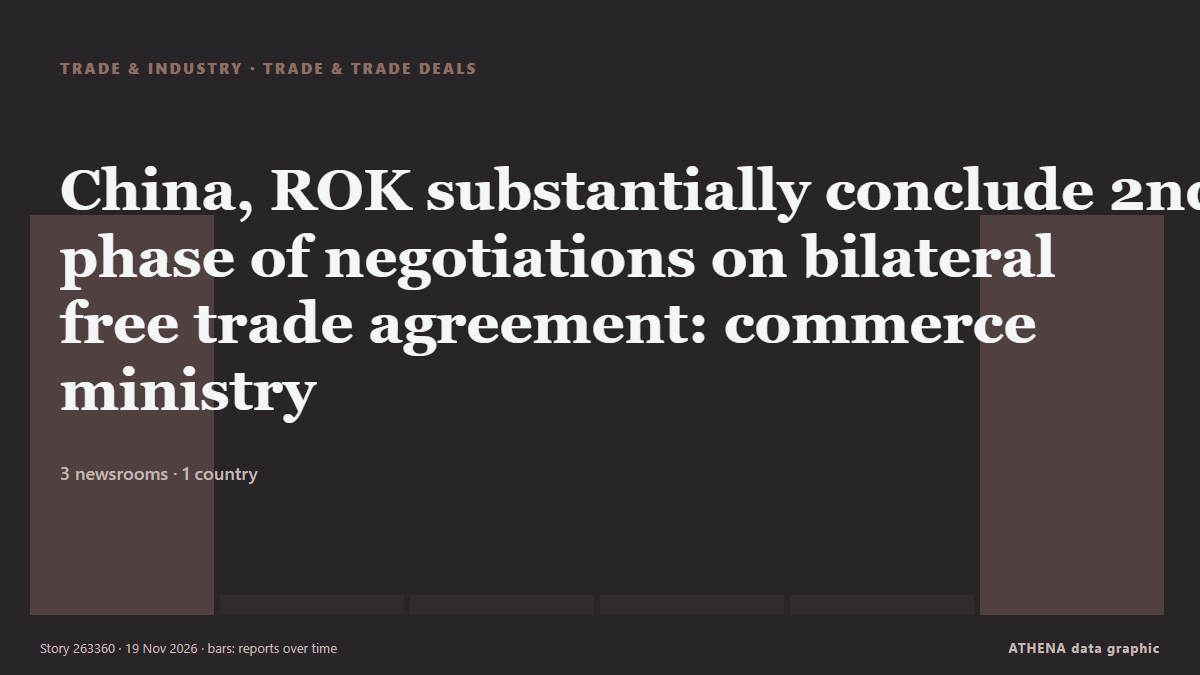 TRADE & INDUSTRY · TRADE & TRADE DEALS
China, ROK substantially conclude 2nd
phase of negotiations on bilateral
free trade agreement: commerce
ministry
3 newsrooms · 1 country
Story 263360 · 19 Nov 2026 · bars: reports over time
ATHENA data graphic